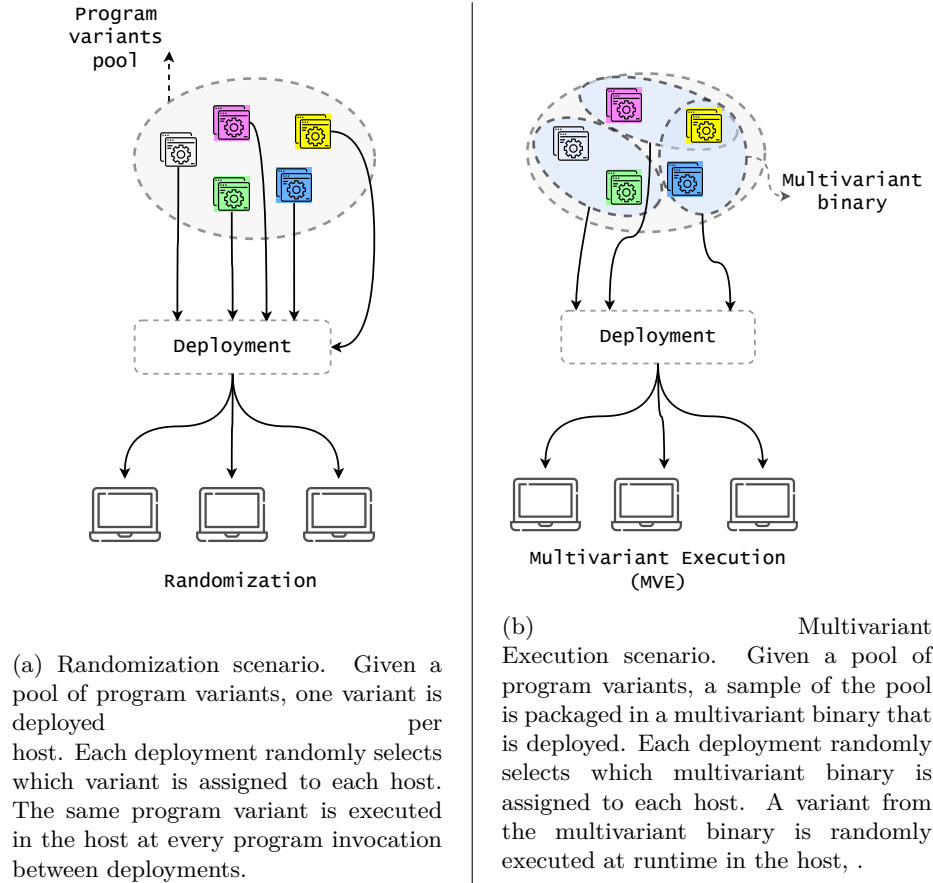 Program
variants
pool
Deployment
Randomization
(a) Randomization scenario. Given a
pool of program variants, one variant is
deployed per
host. Each deployment randomly selects
which variant is assigned to each host.
The same program variant is executed
in the host at every program invocation
between deployments.
Multivariant
binary
Deployment
Multivariant Execution
(MVE)
(b) Multivariant
Execution scenario. Given a pool of
program variants, a sample of the pool
is packaged in a multivariant binary that
is deployed. Each deployment randomly
selects which multivariant binary is
assigned to each host. A variant from
the multivariant binary is randomly
executed at runtime in the host, .